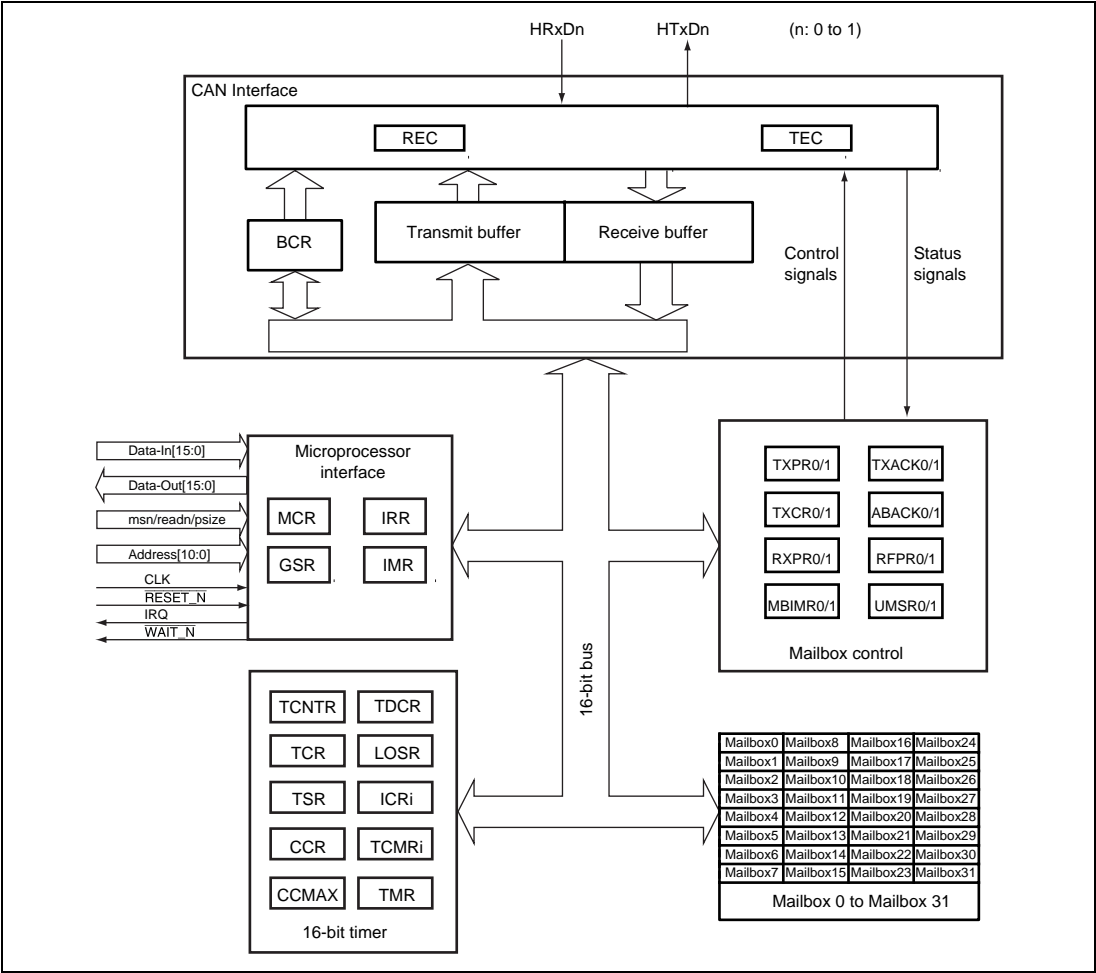 HRxDn HTxDn (n: 0 to 1)
CAN Interface
REC TEC
BCR
Transmit buffer
Receive buffer
Control
signals
Status
signals
Data-In[15:0]
Data-Out[15:0]
msn/readn/psize
Address[10:0]
CLK
RESET_N
IRQ
WAIT_N
Microprocessor
interface
MCR IRR
GSR IMR
TXPR0/1 TXACK0/1
TXCR0/1 ABACK0/1
RXPR0/1 RFPR0/1
MBIMR0/1 UMSR0/1
Mailbox control
16-bit bus
TCNTR TDCR
TCR LOSR
TSR ICRi
CCR TCMRi
CCMAX TMR
16-bit timer
Mailbox0 Mailbox8 Mailbox16 Mailbox24
Mailbox1 Mailbox9 Mailbox17 Mailbox25
Mailbox2 Mailbox10 Mailbox18 Mailbox26
Mailbox3 Mailbox11 Mailbox19 Mailbox27
Mailbox4 Mailbox12 Mailbox20 Mailbox28
Mailbox5 Mailbox13 Mailbox21 Mailbox29
Mailbox6 Mailbox14 Mailbox22 Mailbox30
Mailbox7 Mailbox15 Mailbox23 Mailbox31
Mailbox 0 to Mailbox 31